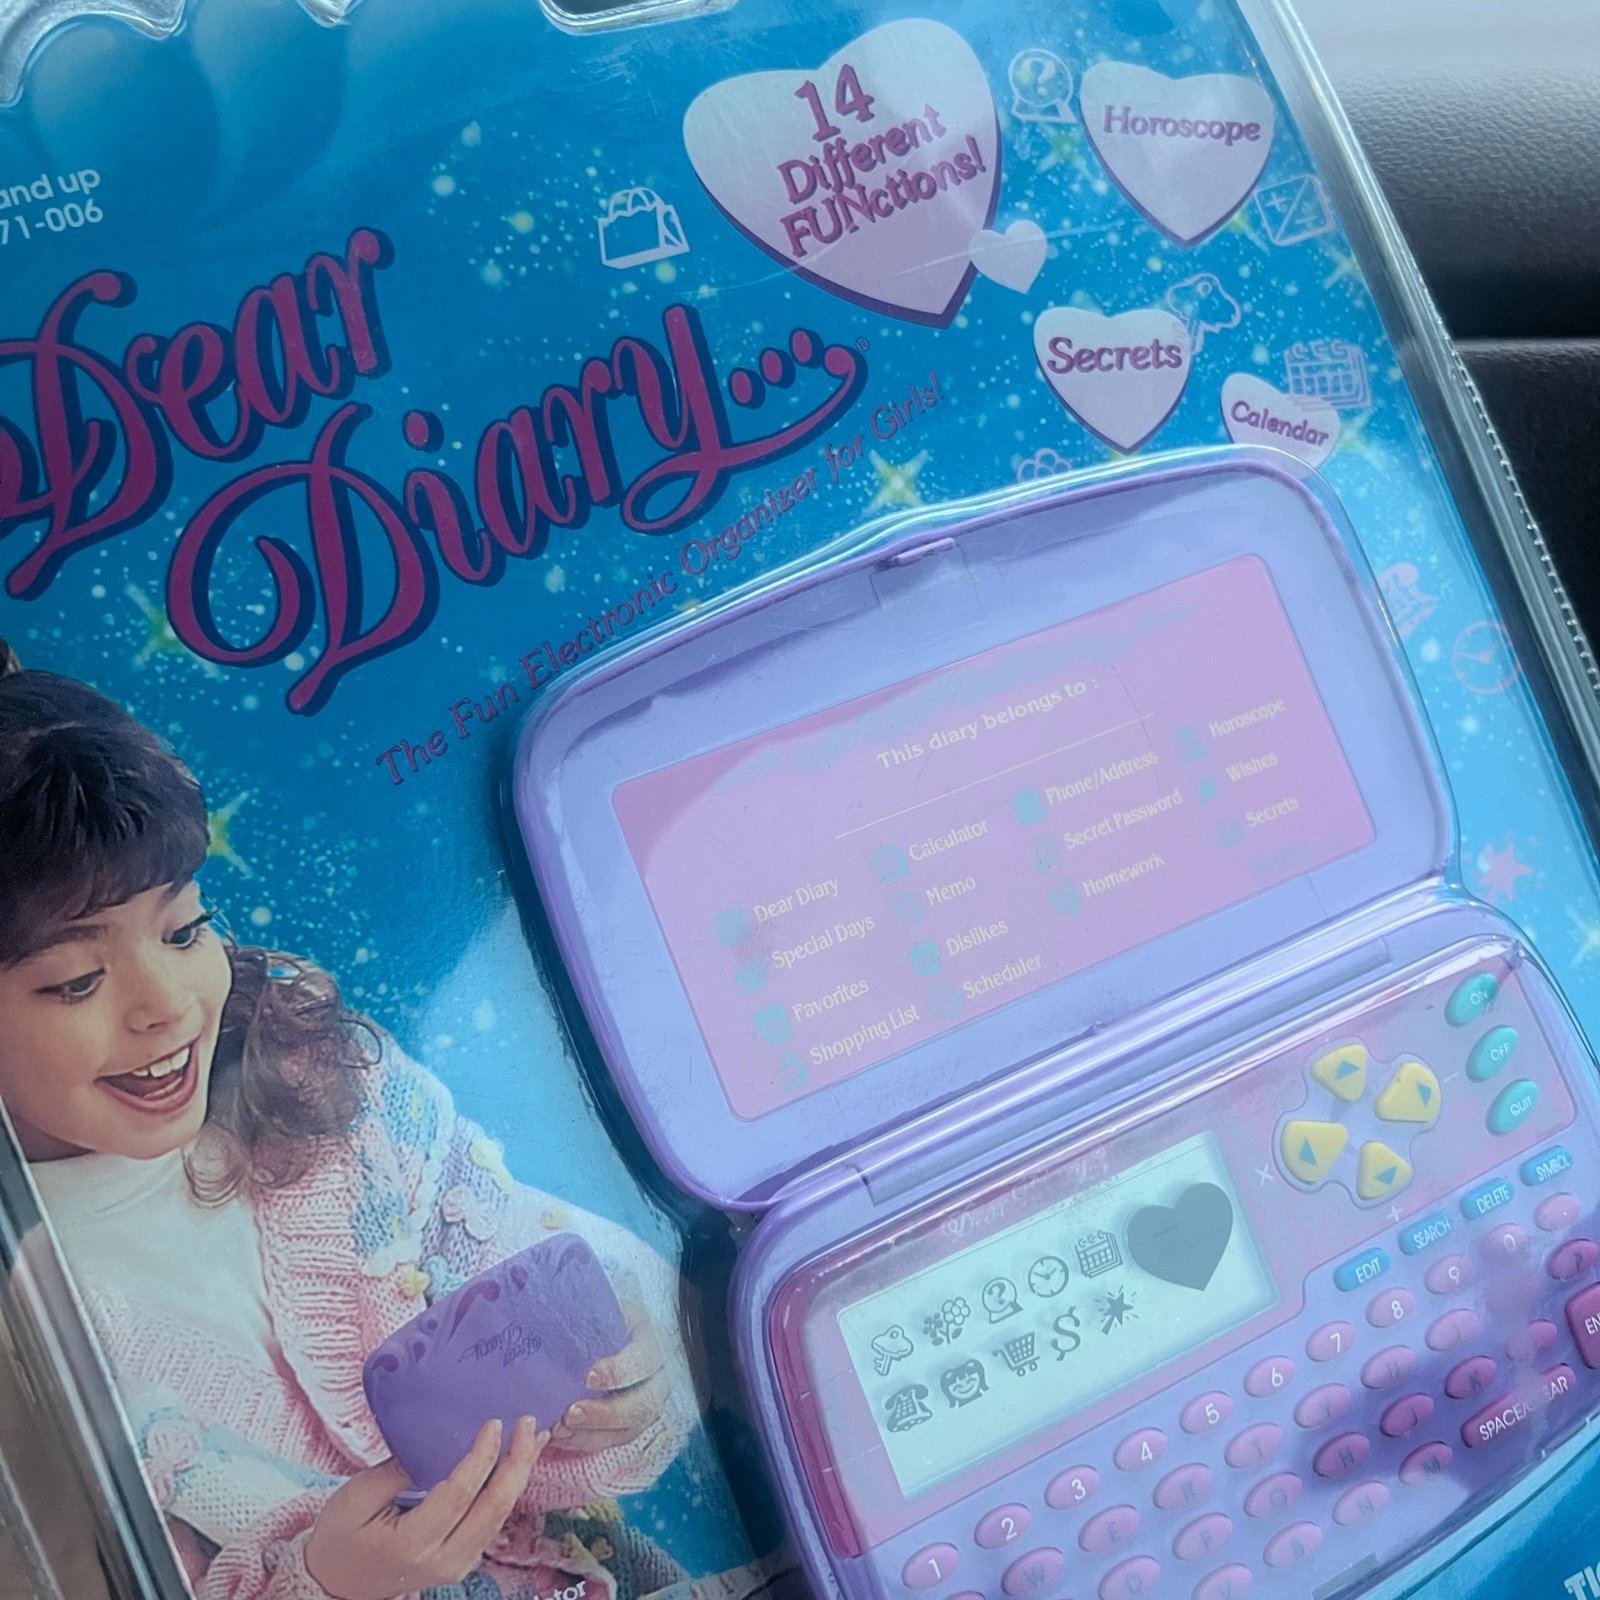 and up
71-006
14
Different
FUNctions!
Horoscope
Secrets
Calendar
Dear
Diary...®
The Fun Electronic Organizer for Girls!
This diary belongs to :
Dear Diary
Calculator
Phone/Address
Horoscope
Special Days
Memo
Secret Password
Wishes
Favorites
Dislikes
Homework
Secrets
Shopping List
Scheduler
ON
OFF
QUIT
EDIT
SEARCH
DELETE
SYMBOL
Dear Diary
1 2 3 4 5 6 7 8 9 0
SPACE